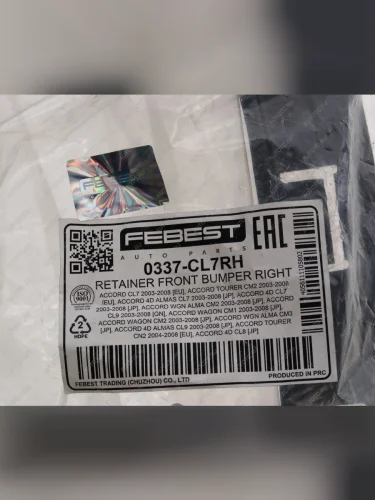 FEBEST
FEBEST
EAC
AUTO PARTS
0337-CL7RH
RETAINER FRONT BUMPER RIGHT
ACCORD CL7 2003-2008 [EU], ACCORD TOURER CM2 2003-2008
[EU], ACCORD 4D ALMAS CL7 2003-2008 [JP], ACCORD 4D CL7
2003-2008 [JP], ACCORD WGN ALMA CM2 2003-2008 [JP], ACCORD
CL9 2003-2008 [GN], ACCORD WAGON CM1 2003-2008 [JP],
ACCORD WAGON CM2 2003-2008 [JP], ACCORD WGN ALMA CM3
[JP], ACCORD 4D ALMAS CL9 2003-2008 [JP], ACCORD TOURER
CN2 2004-2008 [EU], ACCORD 4D CL8 [JP]
ISO
9001
2
HDPE
FEBEST TRADING (CHUZHOU) CO., LTD
PRODUCED IN PRC